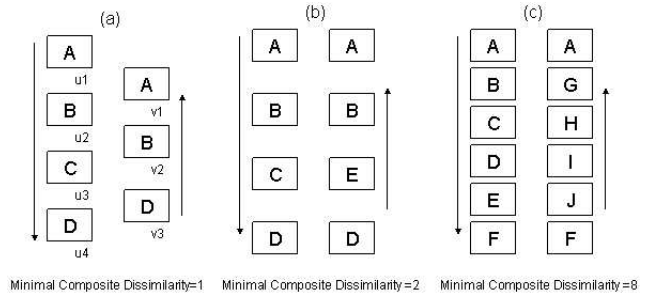 (a)
A
u1
B
u2
C
u3
D
u4
A
v1
B
v2
D
v3
Minimal Composite Dissimilarity=1
(b)
A A
B B
C E
D D
Minimal Composite Dissimilarity=2
(c)
A A
B G
C H
D I
E J
F F
Minimal Composite Dissimilarity=8